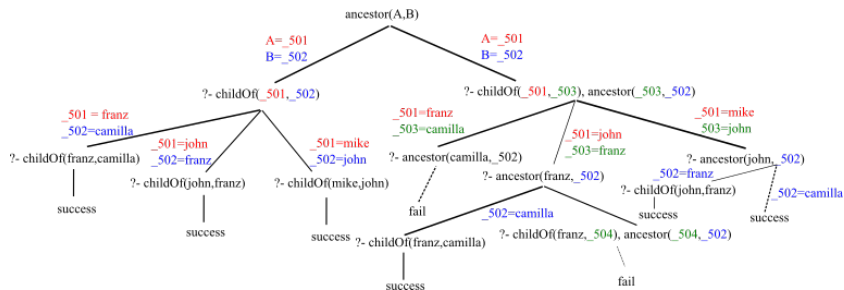 ancestor(A,B)
A=_501
B=_502
A=_501
B=_502
?- childOf(_501,_502)
?- childOf(_501,_503), ancestor(_503,_502)
_501 = franz
_502=camilla
_501=john
_502=franz
_501=mike
_502=john
_501=franz
_503=camilla
_501=john
_503=franz
_501=mike
503=john
?- childOf(franz,camilla)
?- childOf(john,franz)
?- childOf(mike,john)
?- ancestor(camilla,_502)
?- ancestor(franz,_502)
?- ancestor(john,_502)
_502=franz
?- childOf(john,franz)
_502=camilla
success
success
success
fail
success
success
_502=camilla
?- childOf(franz,camilla)
?- childOf(franz,_504), ancestor(_504,_502)
success
fail